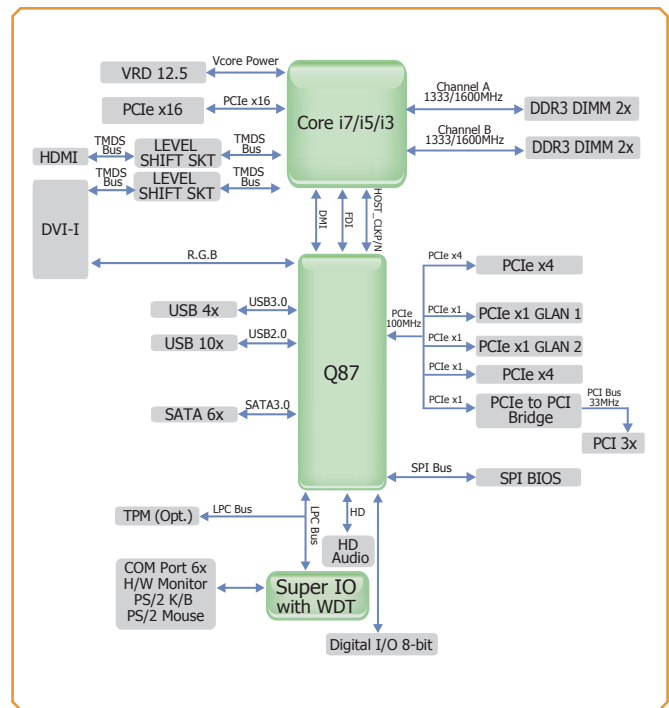 VRD 12.5
Vcore Power
PCIe x16
PCIe x16
Core i7/i5/i3
Channel A
1333/1600MHz
DDR3 DIMM 2x
Channel B
1333/1600MHz
DDR3 DIMM 2x
HDMI
TMDS
Bus
LEVEL
SHIFT SKT
TMDS
Bus
TMDS
Bus
LEVEL
SHIFT SKT
TMDS
Bus
DVI-I
DMI
FDI
HOST_CLKP/N
R.G.B
USB 4x
USB3.0
USB 10x
USB2.0
SATA 6x
SATA3.0
Q87
PCIe
100MHz
PCIe x4
PCIe x4
PCIe x1
PCIe x1 GLAN 1
PCIe x1
PCIe x1 GLAN 2
PCIe x1
PCIe x4
PCIe x1
PCIe to PCI
Bridge
PCI Bus
33MHz
PCI 3x
SPI Bus
SPI BIOS
TPM (Opt.)
LPC Bus
LPC Bus
HD
HD
Audio
COM Port 6x
H/W Monitor
PS/2 K/B
PS/2 Mouse
Super IO
with WDT
Digital I/O 8-bit